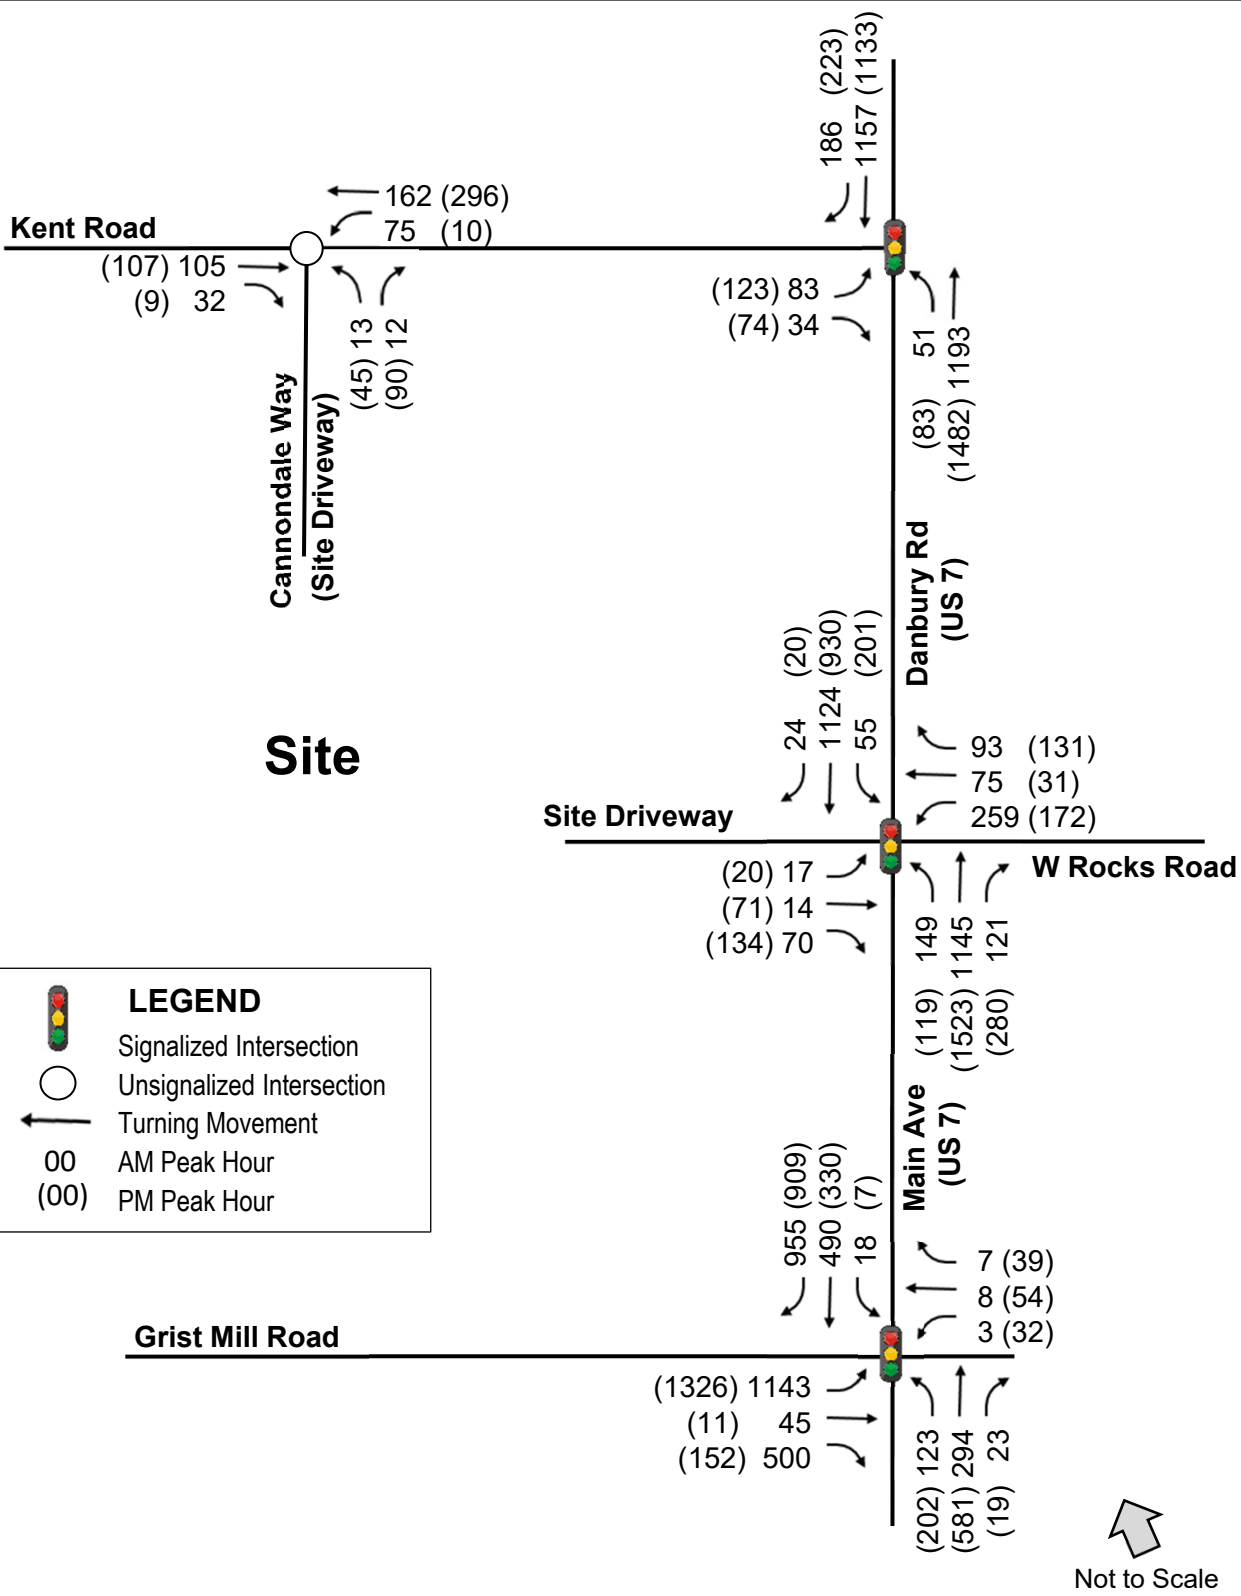 186 (223)
1157 (1133)
162 (296)
75 (10)
Kent Road
(107) 105
(9) 32
(45) 13
(90) 12
Cannondale Way
(Site Driveway)
(123) 83
(74) 34
(83) 51
(1482) 1193
Danbury Rd
(US 7)
Site
24 (20)
1124 (930)
55 (201)
93 (131)
75 (31)
259 (172)
Site Driveway
W Rocks Road
(20) 17
(71) 14
(134) 70
(119) 149
(1523) 1145
(280) 121
LEGEND
Signalized Intersection
Unsignalized Intersection
Turning Movement
00 AM Peak Hour
(00) PM Peak Hour
Main Ave
(US 7)
955 (909)
490 (330)
18 (7)
7 (39)
8 (54)
3 (32)
Grist Mill Road
(1326) 1143
(11) 45
(152) 500
(202) 123
(581) 294
(19) 23
Not to Scale